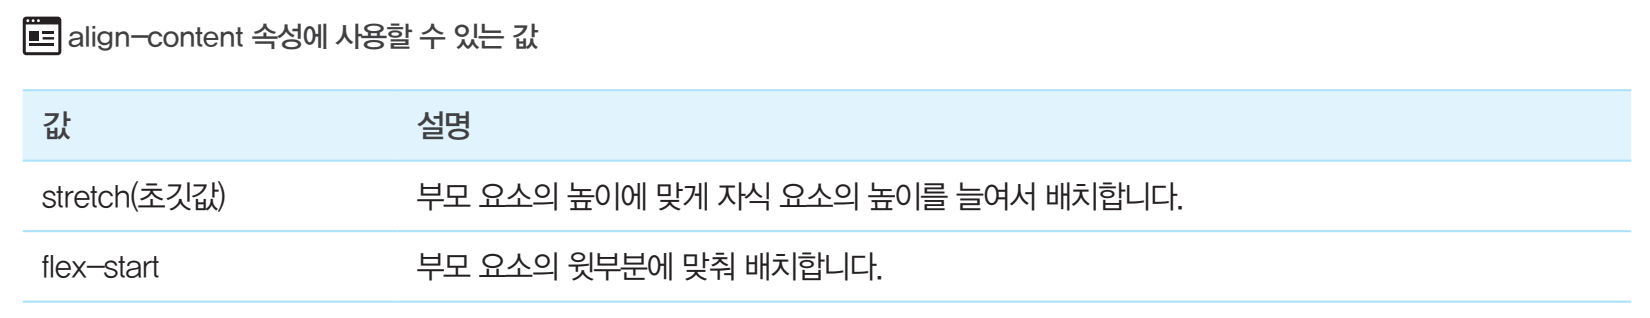 align-content 속성에 사용할 수 있는 값
값 설명
stretch(초깃값) 부모 요소의 높이에 맞게 자식 요소의 높이를 늘여서 배치합니다.
flex-start 부모 요소의 윗부분에 맞춰 배치합니다.